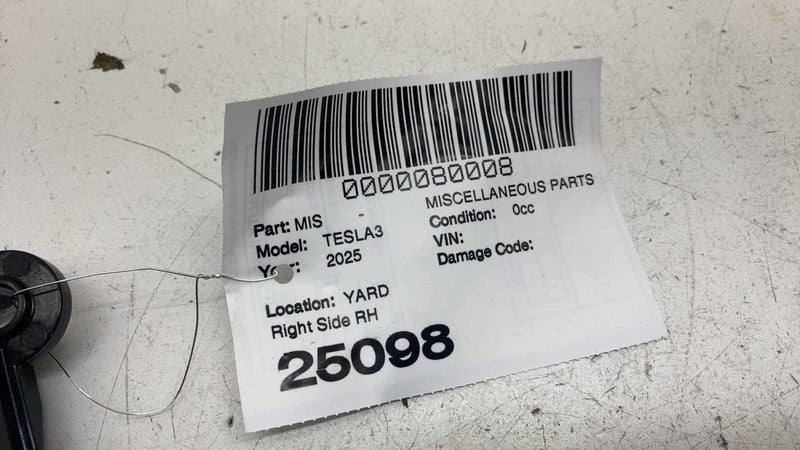 0000080008
Part: MIS - MISCELLANEOUS PARTS
Model: TESLA3 Condition: 0cc
Year: 2025 VIN:
Damage Code:
Location: YARD
Right Side RH
25098